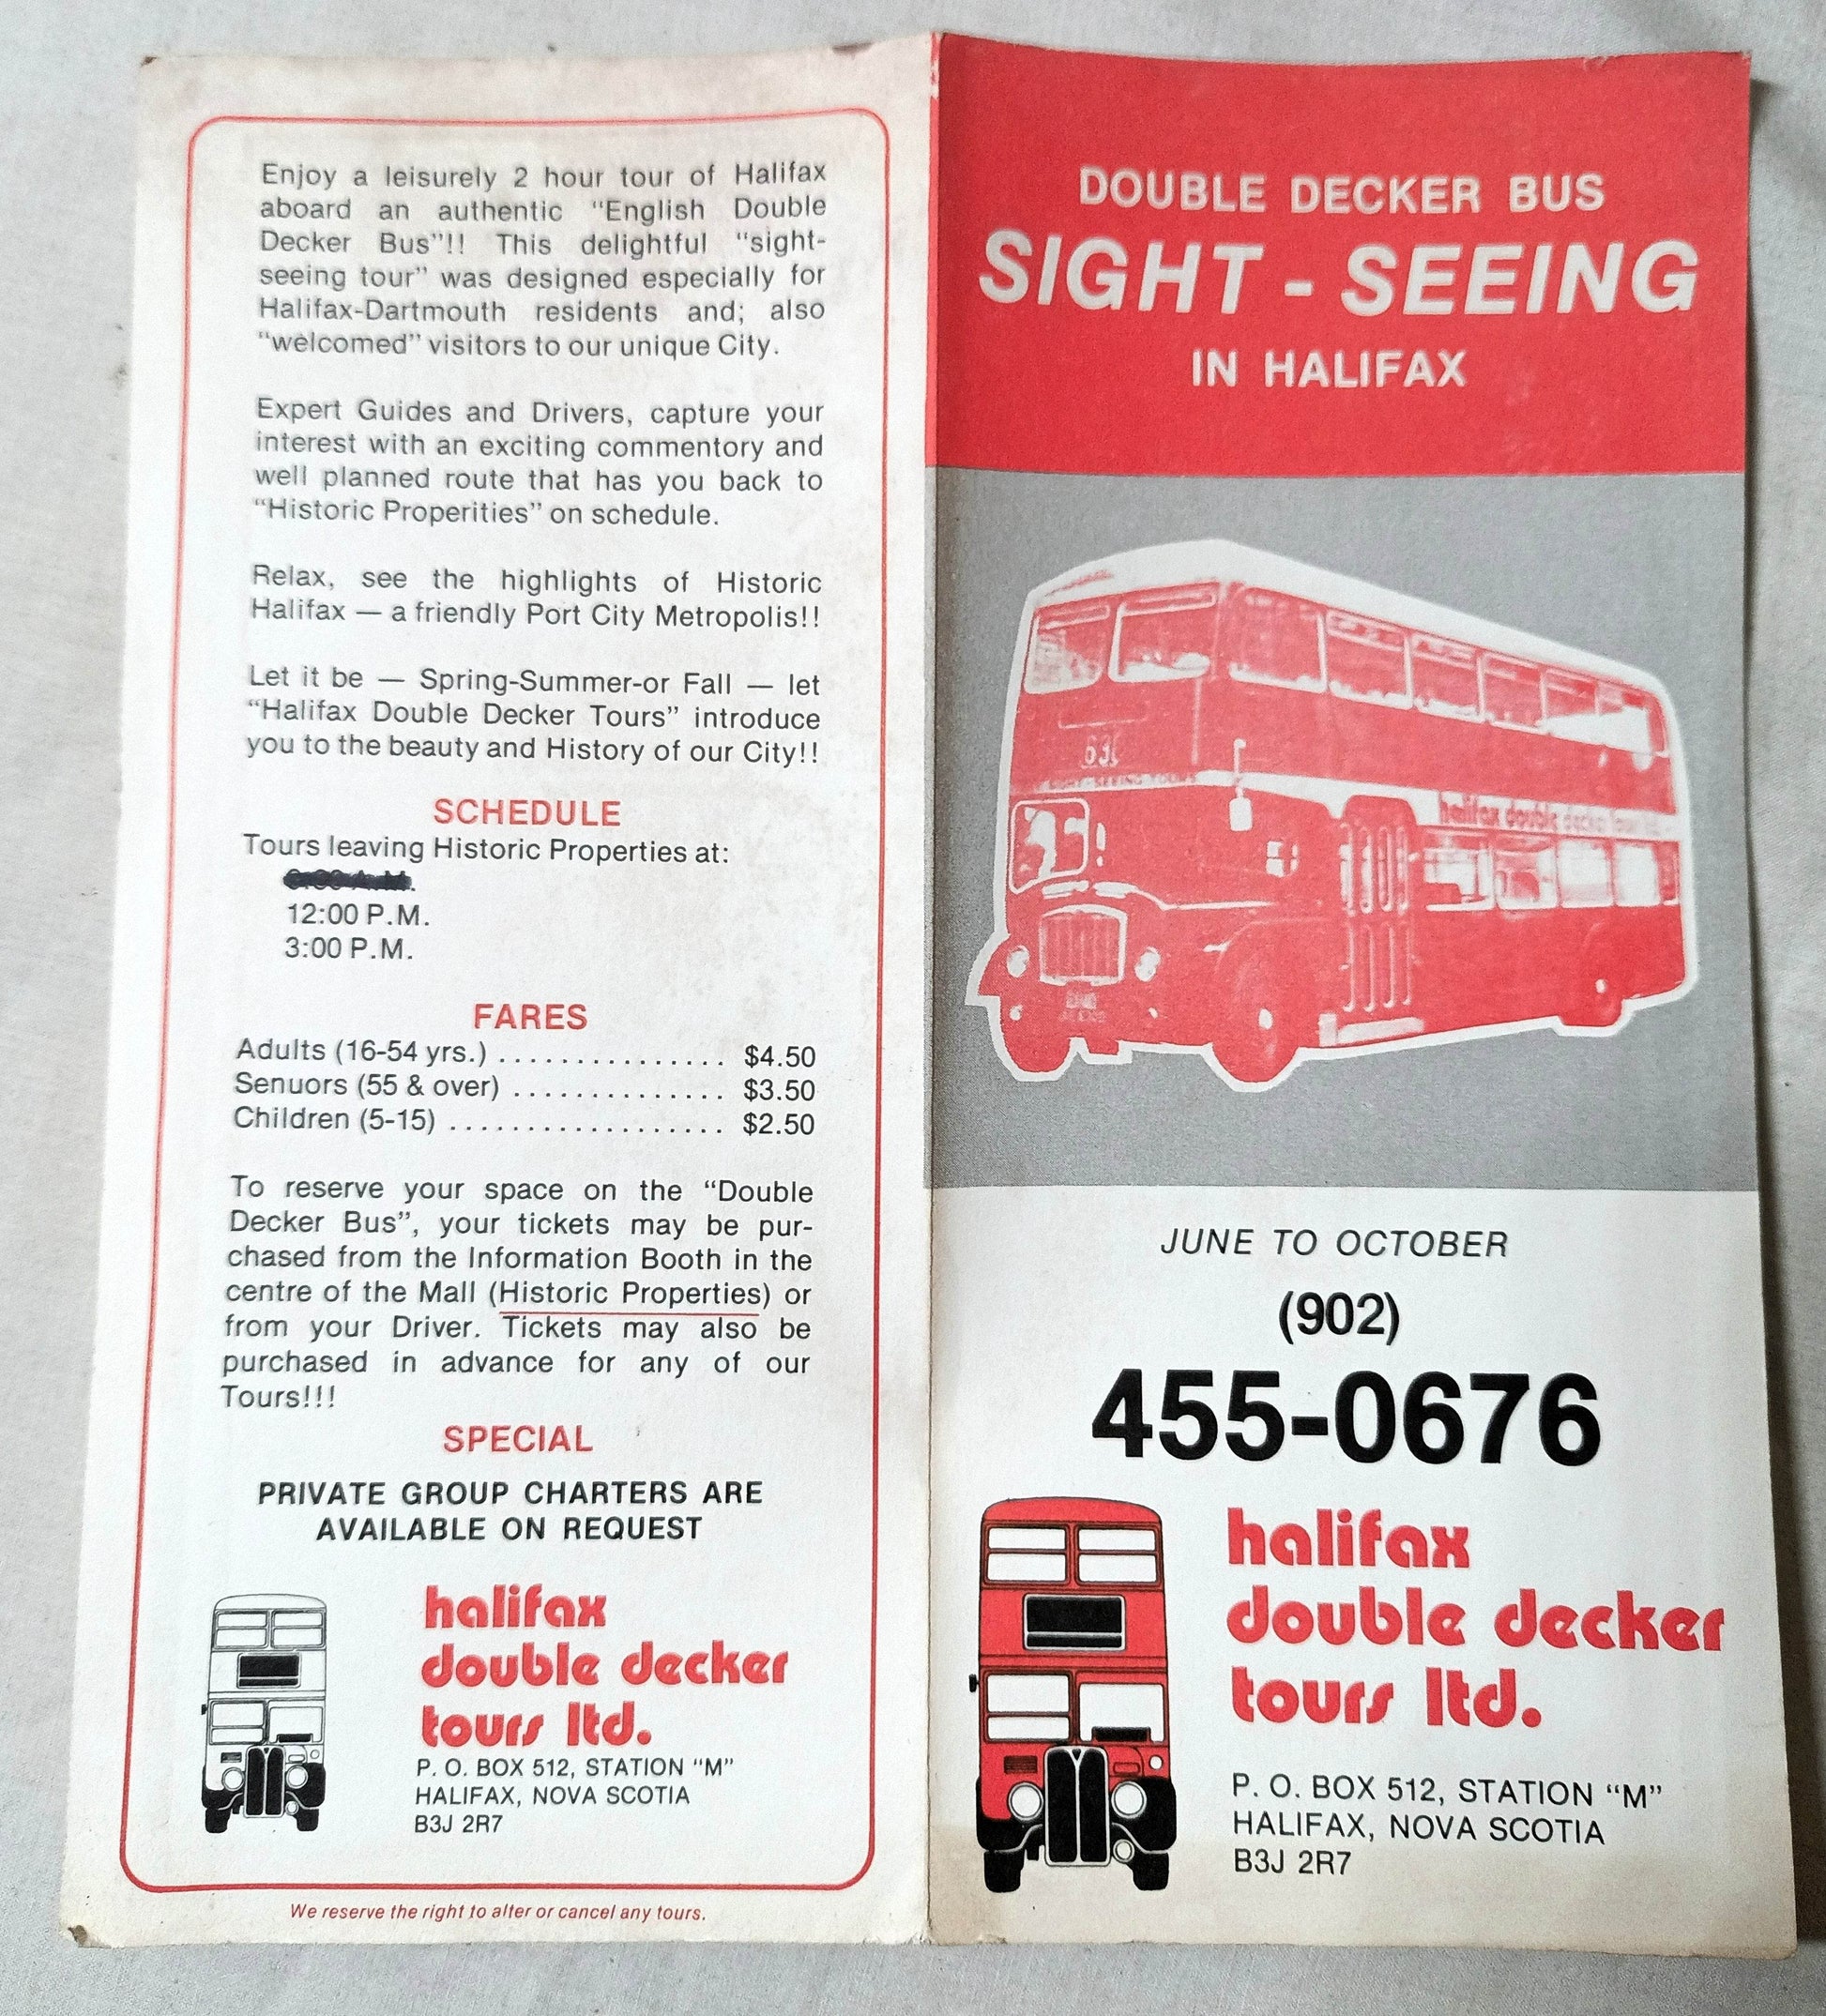 Enjoy a leisurely 2 hour tour of Halifax
aboard an authentic “English Double
Decker Bus”!! This delightful “sight-
seeing tour” was designed especially for
Halifax-Dartmouth residents and; also
“welcomed” visitors to our unique City.
Expert Guides and Drivers, capture your
interest with an exciting commentory and
well planned route that has you back to
“Historic Properities” on schedule.
Relax, see the highlights of Historic
Halifax — a friendly Port City Metropolis!!
Let it be — Spring-Summer-or Fall — let
“Halifax Double Decker Tours” introduce
you to the beauty and History of our City!!
SCHEDULE
Tours leaving Historic Properties at:
12:00 P.M.
3:00 P.M.
FARES
Adults (16-54 yrs.) ............... $4.50
Senuors (55 & over) .............. $3.50
Children (5-15) .................. $2.50
To reserve your space on the “Double
Decker Bus”, your tickets may be pur-
chased from the Information Booth in the
centre of the Mall (Historic Properties) or
from your Driver. Tickets may also be
purchased in advance for any of our
Tours!!!
SPECIAL
PRIVATE GROUP CHARTERS ARE
AVAILABLE ON REQUEST
halifax
double decker
tours ltd.
P. O. BOX 512, STATION “M”
HALIFAX, NOVA SCOTIA
B3J 2R7
We reserve the right to alter or cancel any tours.
DOUBLE DECKER BUS
SIGHT - SEEING
IN HALIFAX
SIGHT-SEEING TOURS
halifax double decker tours ltd.
JUNE TO OCTOBER
(902)
455-0676
halifax
double decker
tours ltd.
P. O. BOX 512, STATION “M”
HALIFAX, NOVA SCOTIA
B3J 2R7